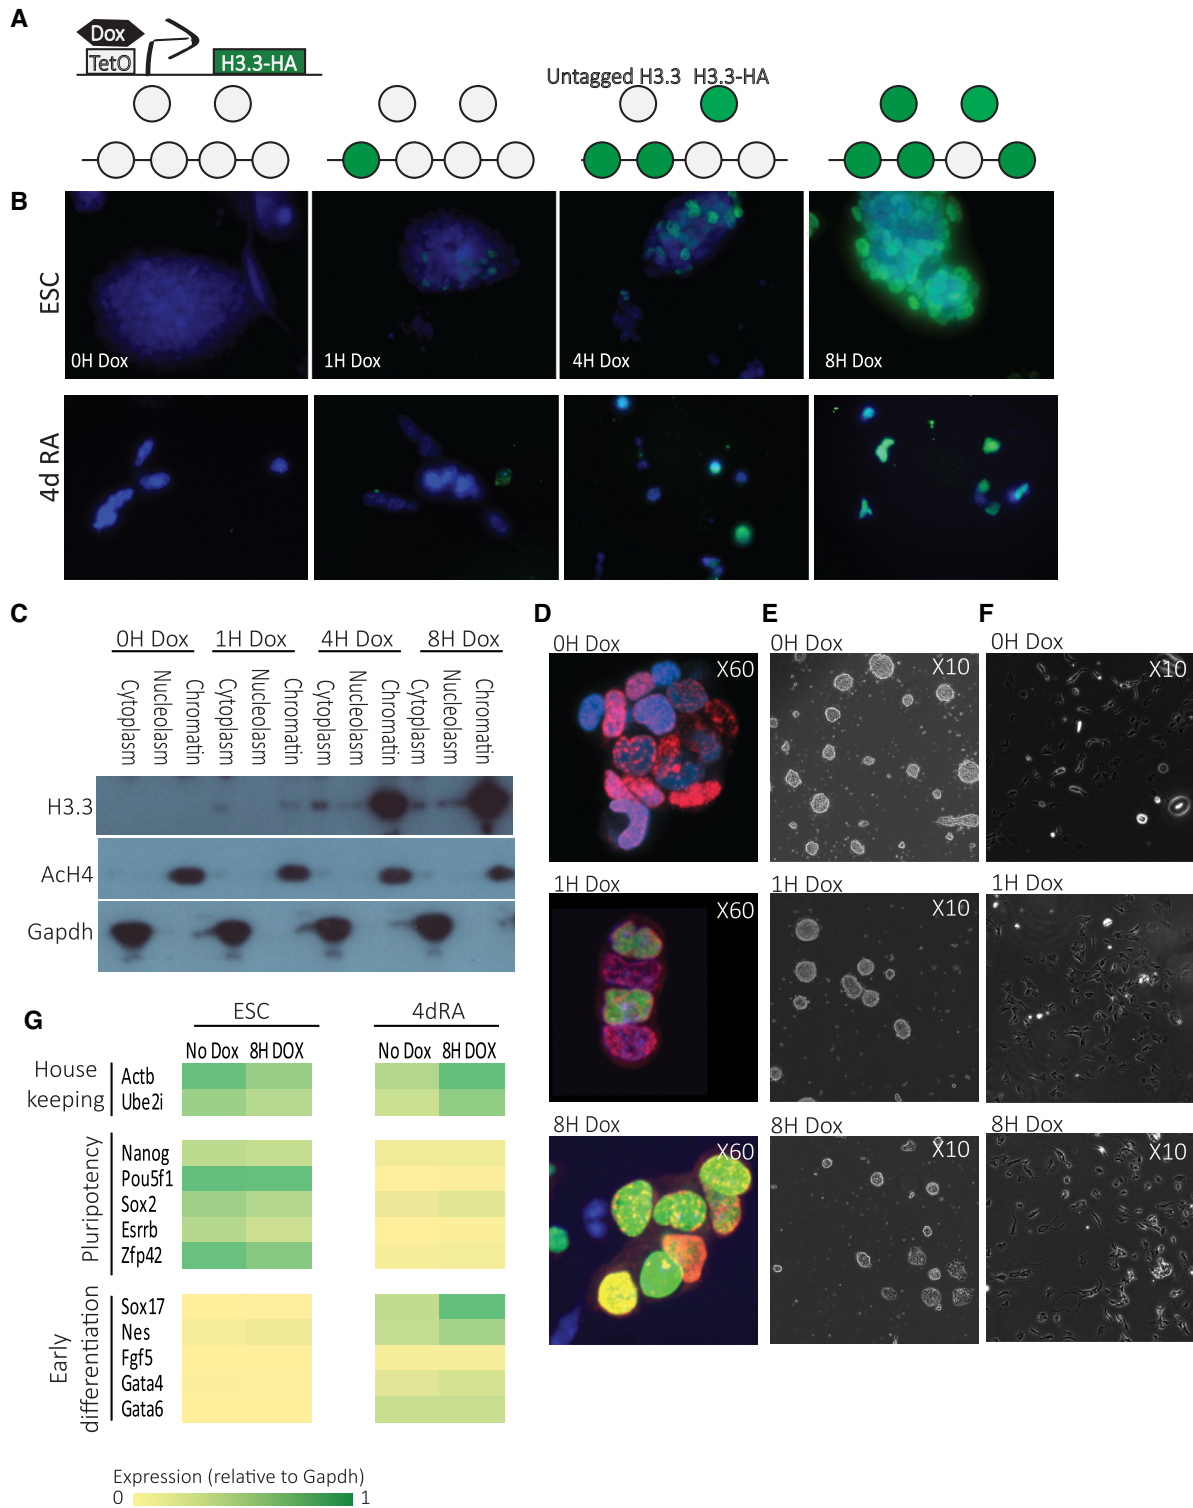 A
Dox
TetO
H3.3-HA
Untagged H3.3 H3.3-HA
B
ESC
0H Dox
1H Dox
4H Dox
8H Dox
4d RA
C
0H Dox
1H Dox
4H Dox
8H Dox
Cytoplasm
Nucleolasm
Chromatin
Cytoplasm
Nucleolasm
Chromatin
Cytoplasm
Nucleolasm
Chromatin
Cytoplasm
Nucleolasm
Chromatin
H3.3
AcH4
Gapdh
D
0H Dox
X60
1H Dox
X60
8H Dox
X60
E
0H Dox
X10
1H Dox
X10
8H Dox
X10
F
0H Dox
X10
1H Dox
8H Dox
X10
G
ESC
4dRA
No Dox
8H DOX
No Dox
8H DOX
House
keeping
Actb
Ube2i
Pluripotency
Nanog
Pou5f1
Sox2
Esrrb
Zfp42
Early
differentiation
Sox17
Nes
Fgf5
Gata4
Gata6
Expression (relative to Gapdh)
0
1